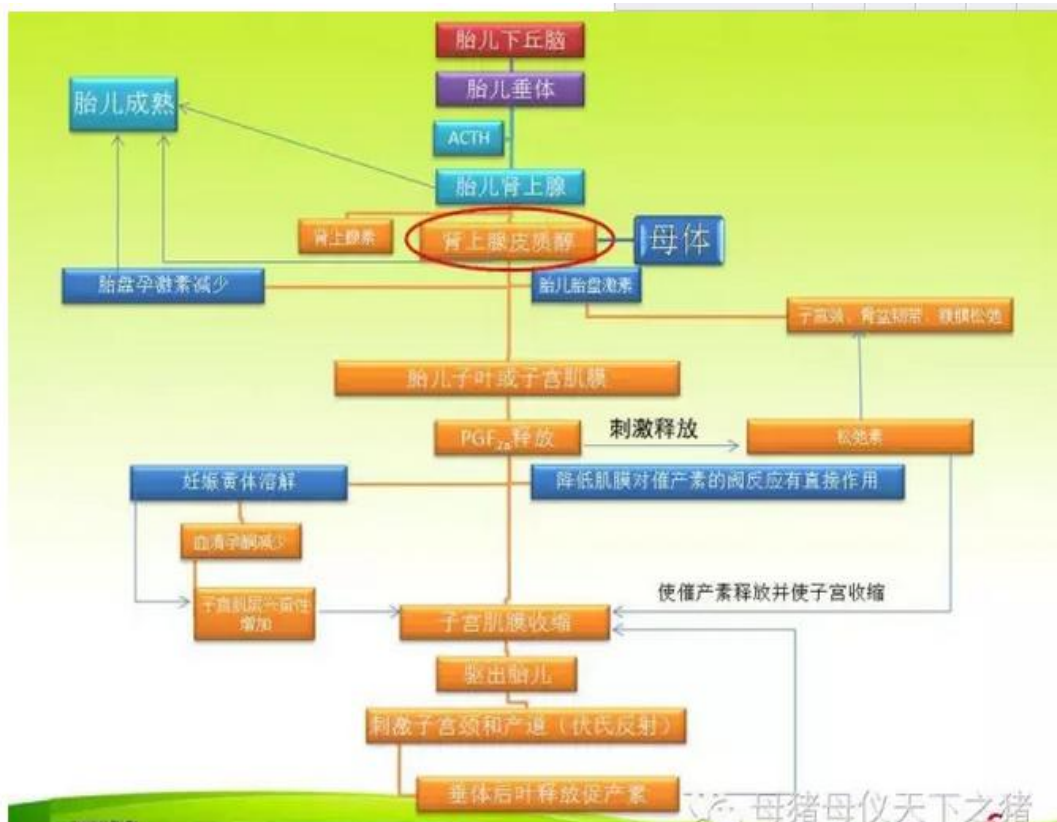 胎儿下丘脑
胎儿垂体
胎儿成熟
ACTH
胎儿肾上腺
肾上腺素
肾上腺皮质醇
母体
胎盘孕激素减少
胎儿胎盘激素
子宫颈、骨盆韧带、腰膜松弛
胎儿子叶或子宫肌膜
PGF2a释放
刺激释放
松弛素
妊娠黄体溶解
降低肌膜对催产素的阀反应有直接作用
血清孕酮减少
使催产素释放并使子宫收缩
子宫肌层兴奋性
增加
子宫肌膜收缩
驱出胎儿
刺激子宫颈和产道（伏氏反射）
垂体后叶释放促产素
母猪母仪天下之猪